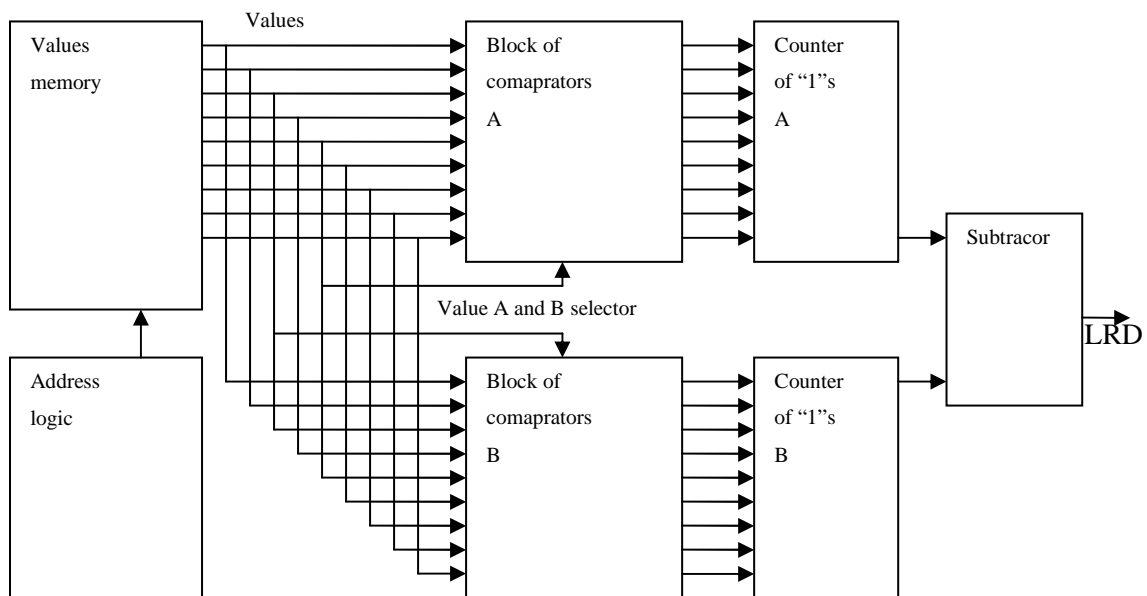 Values
Values
memory
Block of
comaprators
A
Counter
of “1”s
A
Subtracor
Value A and B selector
LRD
Address
logic
Block of
comaprators
B
Counter
of “1”s
B